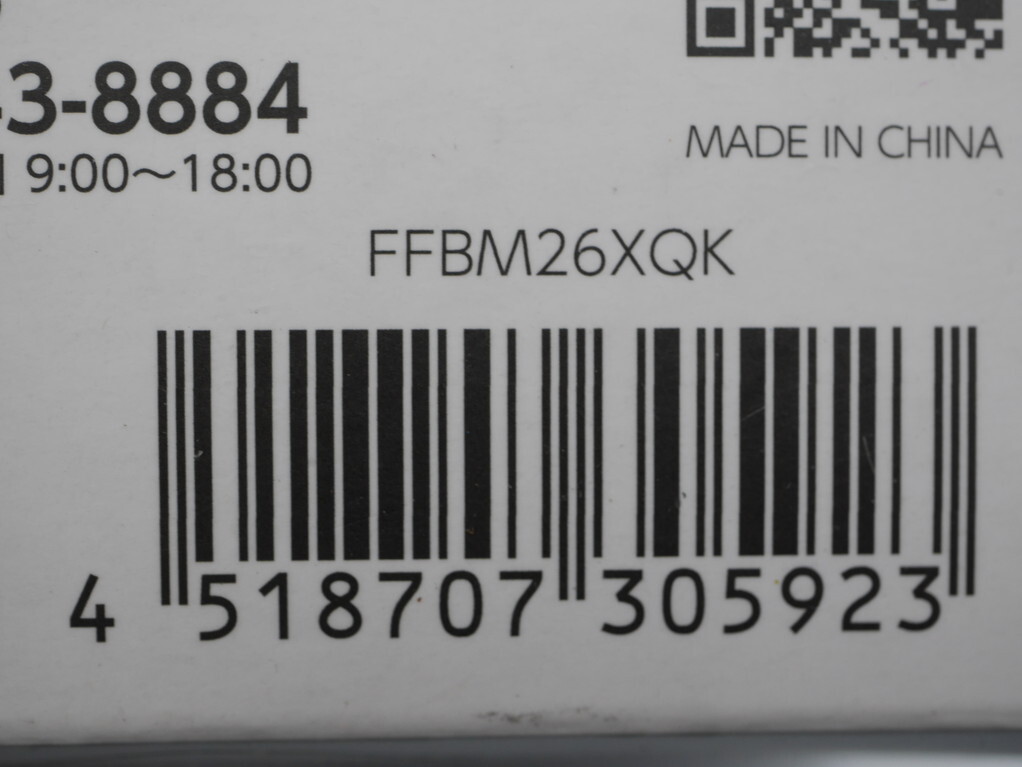 3-8884
9:00～18:00
MADE IN CHINA
FFBM26XQK
4 518707 305923